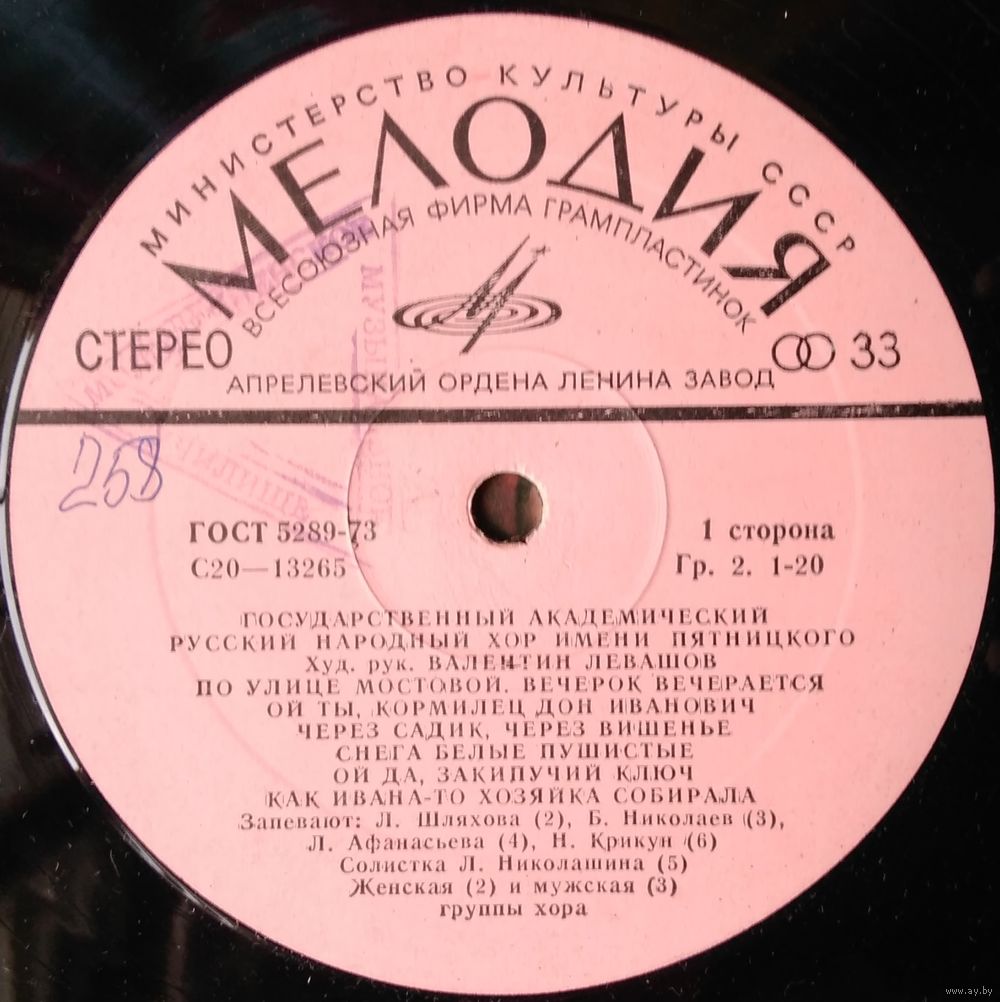 МИНИСТЕРСТВО КУЛЬТУРЫ СССР
МЕЛОДИЯ
ВСЕСОЮЗНАЯ ФИРМА ГРАМПЛАСТИНОК
СТЕРЕО
33
АПРЕЛЕВСКИЙ ОРДЕНА ЛЕНИНА ЗАВОД
258
ГОСТ 5289-73
1 сторона
С20—13265
Гр. 2. 1-20
ГОСУДАРСТВЕННЫЙ АКАДЕМИЧЕСКИЙ
РУССКИЙ НАРОДНЫЙ ХОР ИМЕНИ ПЯТНИЦКОГО
Худ. рук. ВАЛЕНТИН ЛЕВАШОВ
ПО УЛИЦЕ МОСТОВОЙ. ВЕЧЕРОК ВЕЧЕРАЕТСЯ
ОЙ ТЫ, КОРМИЛЕЦ ДОН ИВАНОВИЧ
ЧЕРЕЗ САДИК, ЧЕРЕЗ ВИШЕНЬЕ
СНЕГА БЕЛЫЕ ПУШИСТЫЕ
ОЙ ДА, ЗАКИПУЧИЙ КЛЮЧ
КАК ИВАНА-ТО ХОЗЯЙКА СОБИРАЛА
Запевают: Л. Шляхова (2), Б. Николаев (3),
Л. Афанасьева (4), Н. Крикун (6)
Солистка Л. Николашина (5)
Женская (2) и мужская (3)
группы хора
www.ay.by